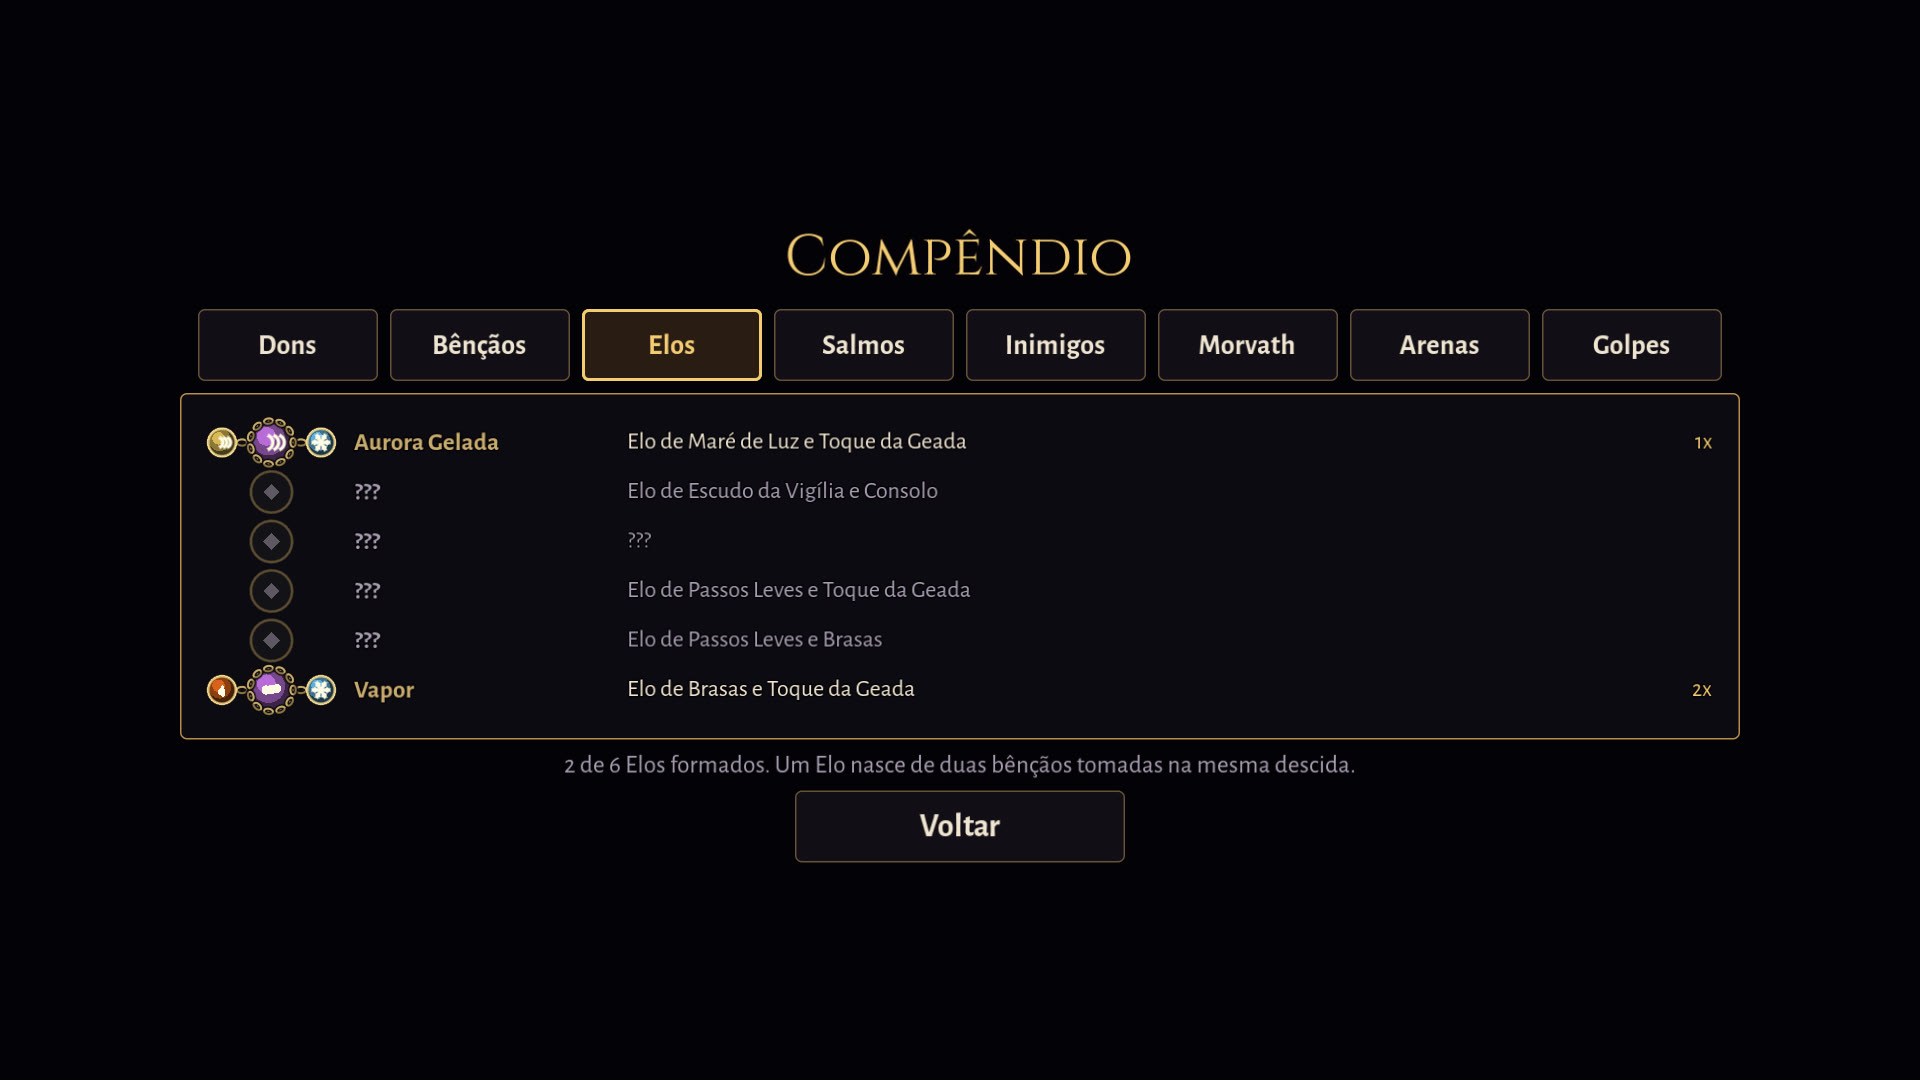 Compêndio
Dons Bênçãos Elos Salmos Inimigos Morvath Arenas Golpes
Aurora Gelada Elo de Maré de Luz e Toque da Geada 1x
??? Elo de Escudo da Vigília e Consolo
??? ???
??? Elo de Passos Leves e Toque da Geada
??? Elo de Passos Leves e Brasas
Vapor Elo de Brasas e Toque da Geada 2x
2 de 6 Elos formados. Um Elo nasce de duas bênçãos tomadas na mesma descida.
Voltar